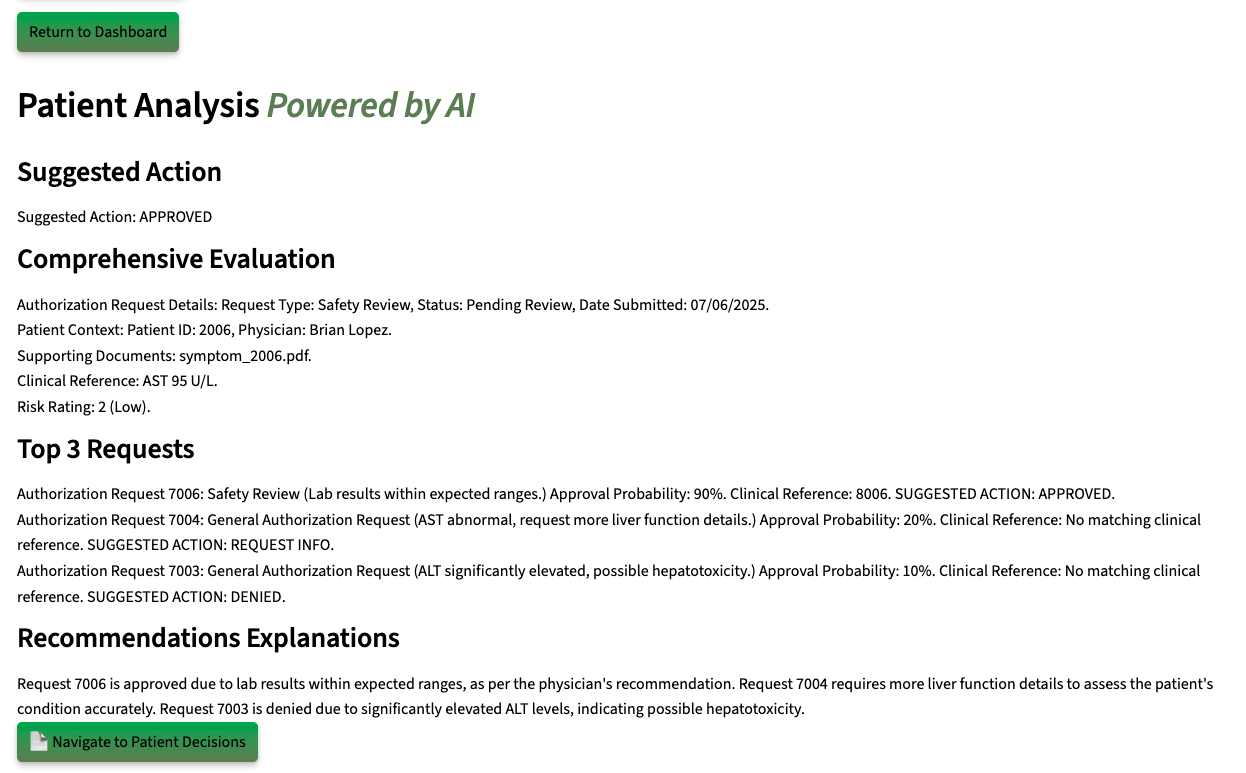 Return to Dashboard
Patient Analysis Powered by AI
Suggested Action
Suggested Action: APPROVED
Comprehensive Evaluation
Authorization Request Details: Request Type: Safety Review, Status: Pending Review, Date Submitted: 07/06/2025.
Patient Context: Patient ID: 2006, Physician: Brian Lopez.
Supporting Documents: symptom_2006.pdf.
Clinical Reference: AST 95 U/L.
Risk Rating: 2 (Low).
Top 3 Requests
Authorization Request 7006: Safety Review (Lab results within expected ranges.) Approval Probability: 90%. Clinical Reference: 8006. SUGGESTED ACTION: APPROVED.
Authorization Request 7004: General Authorization Request (AST abnormal, request more liver function details.) Approval Probability: 20%. Clinical Reference: No matching clinical
reference. SUGGESTED ACTION: REQUEST INFO.
Authorization Request 7003: General Authorization Request (ALT significantly elevated, possible hepatotoxicity.) Approval Probability: 10%. Clinical Reference: No matching clinical
reference. SUGGESTED ACTION: DENIED.
Recommendations Explanations
Request 7006 is approved due to lab results within expected ranges, as per the physician's recommendation. Request 7004 requires more liver function details to assess the patient's
condition accurately. Request 7003 is denied due to significantly elevated ALT levels, indicating possible hepatotoxicity.
Navigate to Patient Decisions